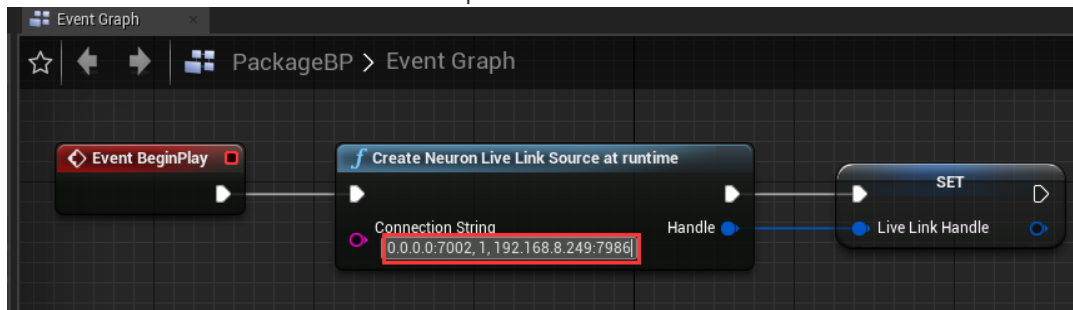 Event Graph
PackageBP > Event Graph
Event BeginPlay
Create Neuron Live Link Source at runtime
SET
Connection String
Handle
Live Link Handle
0.0.0.0:7002, 1, 192.168.8.249:7986